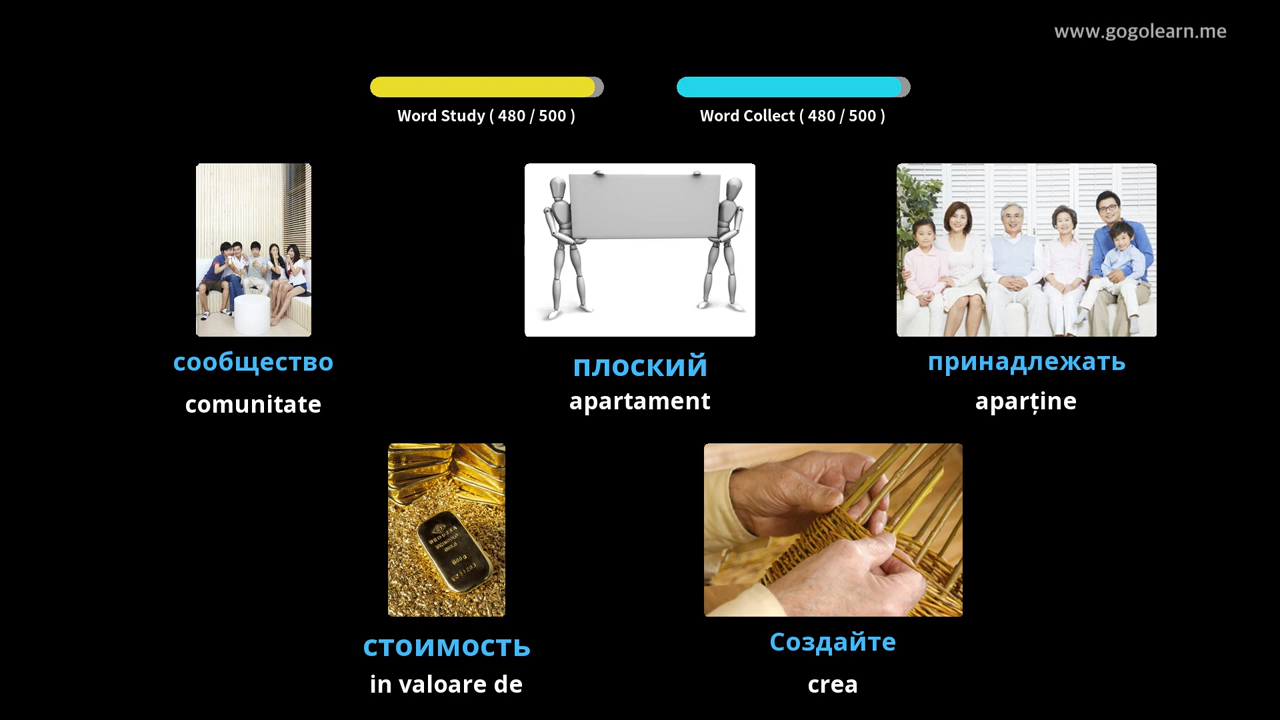 www.gogolearn.me
Word Study ( 480 / 500 )
Word Collect ( 480 / 500 )
сообщество
comunitate
плоский
apartament
принадлежать
aparține
стоимость
in valoare de
Создайте
crea